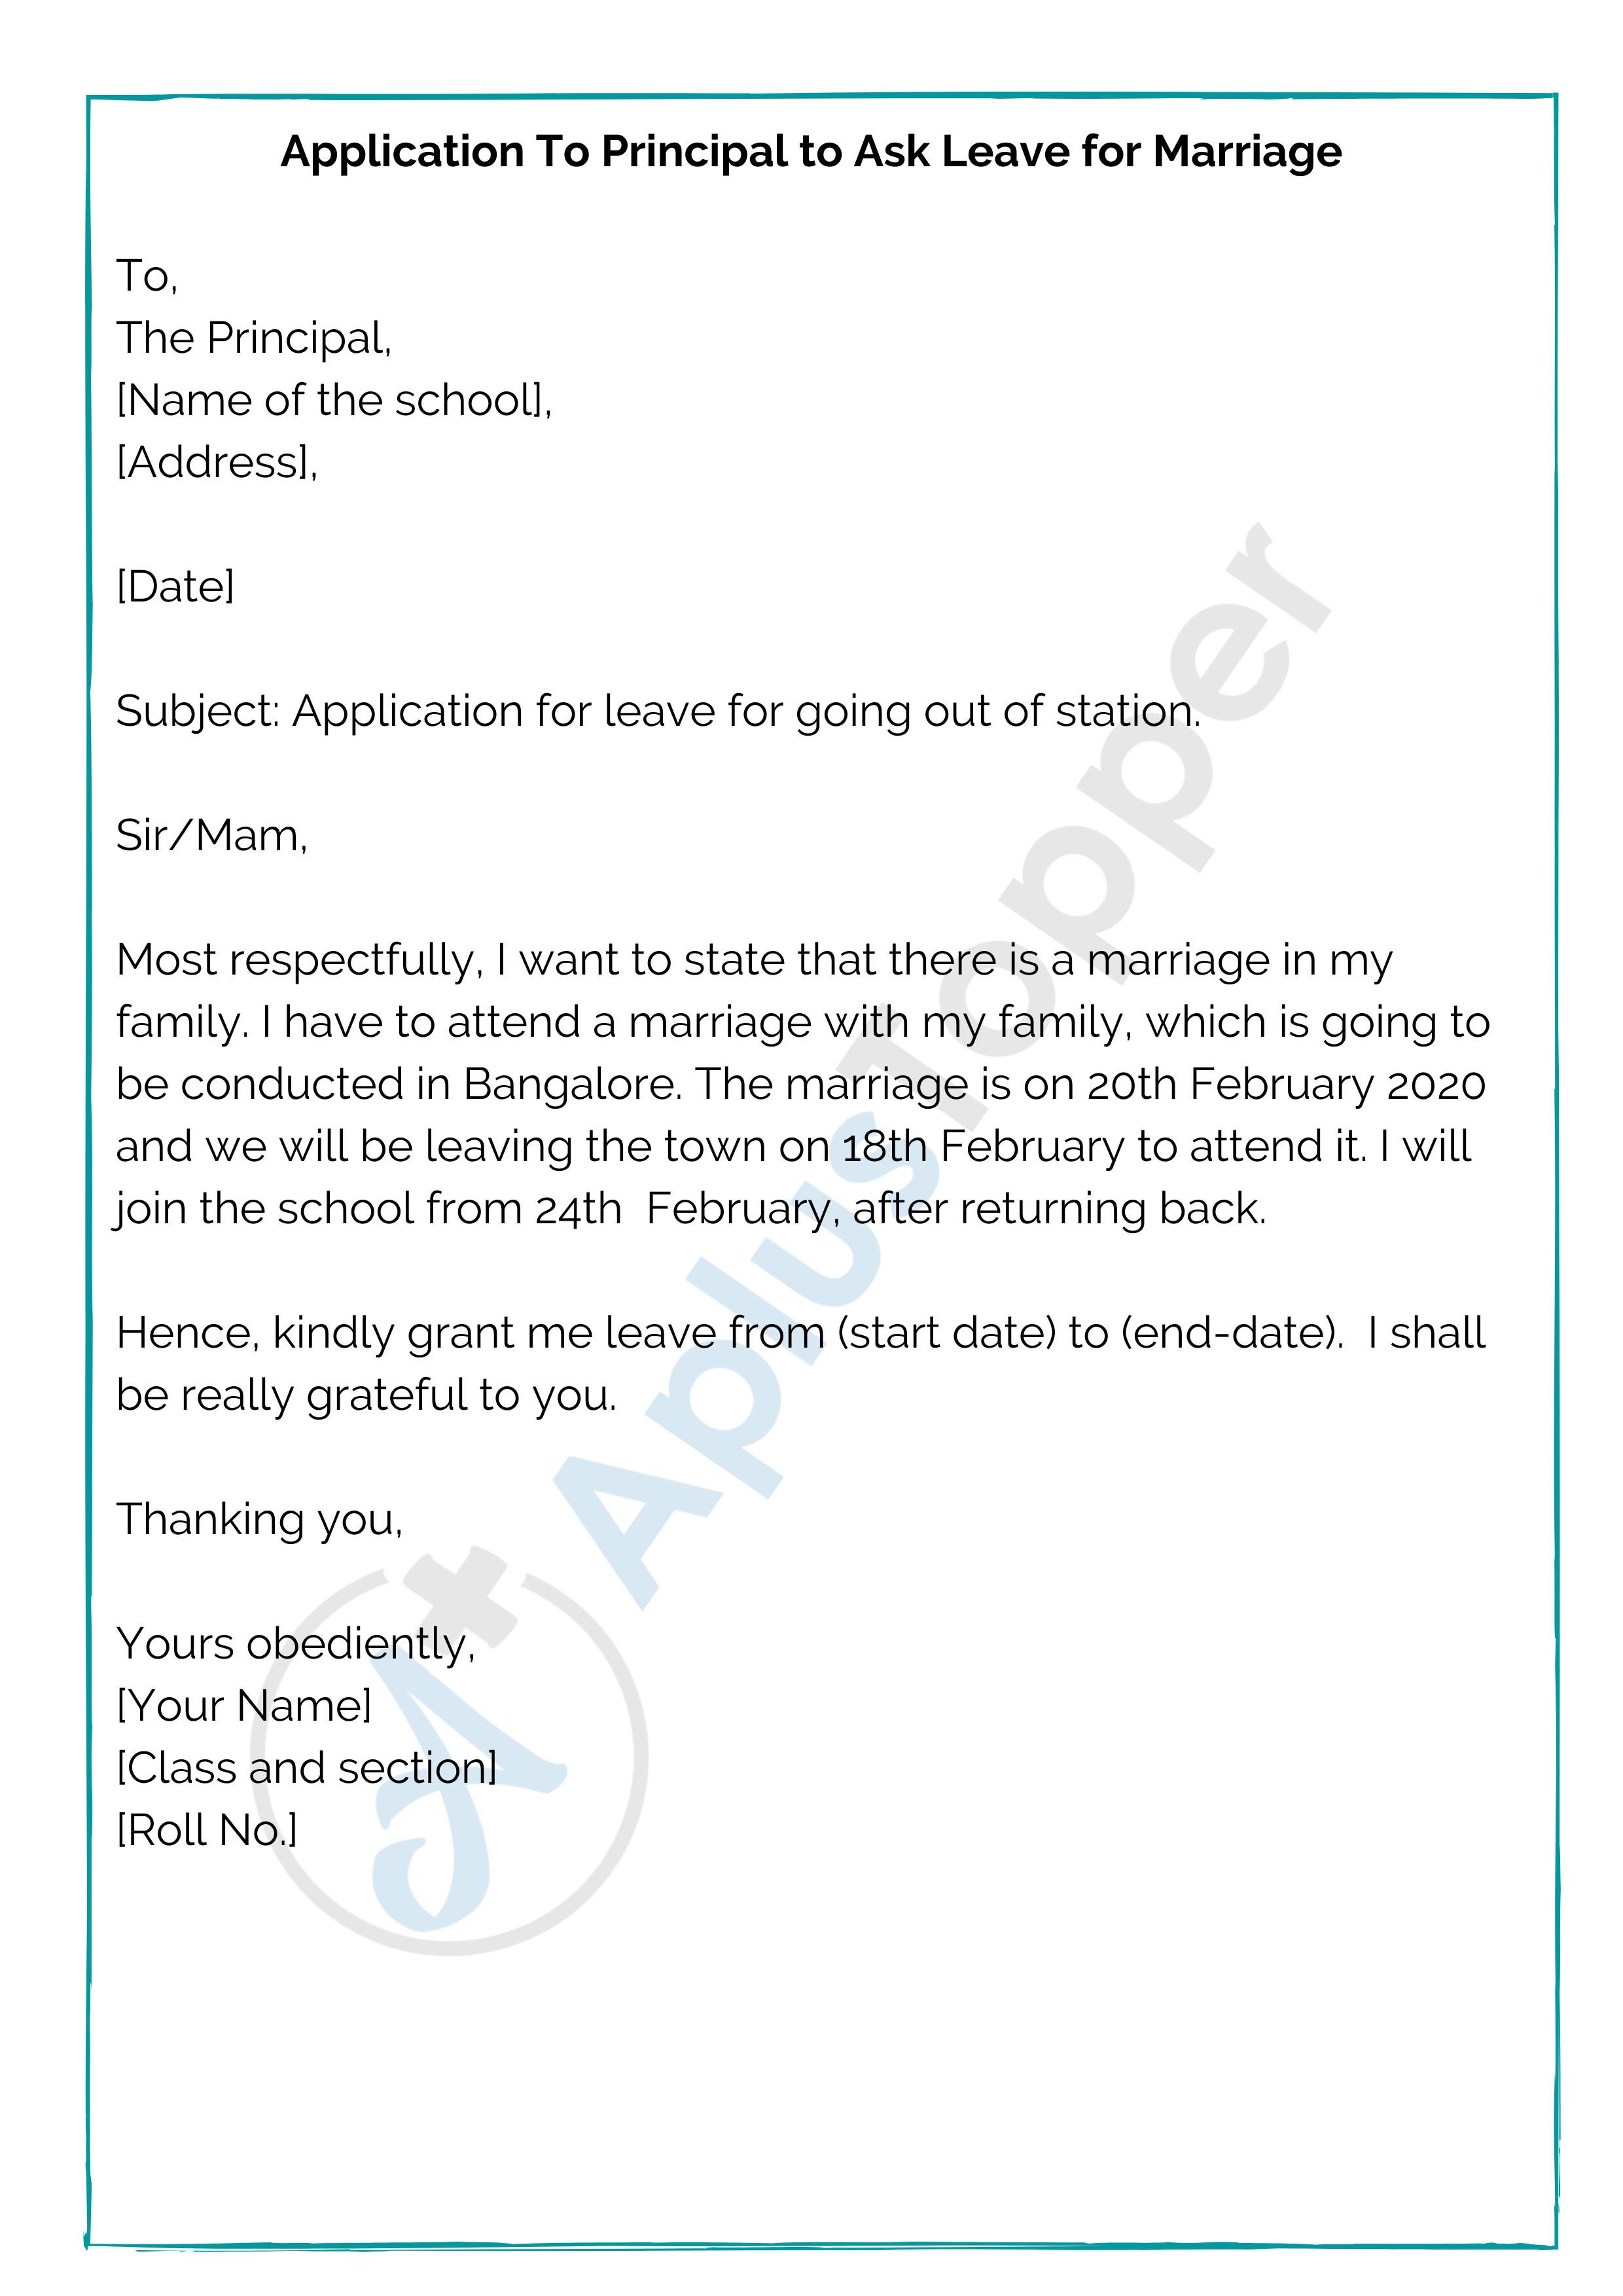 Application To Principal to Ask Leave for Marriage
To,
The Principal,
[Name of the school],
[Address],
[Date]
Subject: Application for leave for going out of station.
Sir/Mam,
Most respectfully, I want to state that there is a marriage in my
family. I have to attend a marriage with my family, which is going to
be conducted in Bangalore. The marriage is on 20th February 2020
and we will be leaving the town on 18th February to attend it. I will
join the school from 24th  February, after returning back.
Hence, kindly grant me leave from (start date) to (end-date).  I shall
be really grateful to you.
Thanking you,
Yours obediently,
[Your Name]
[Class and section]
[Roll No.]
AplusTopper
A+